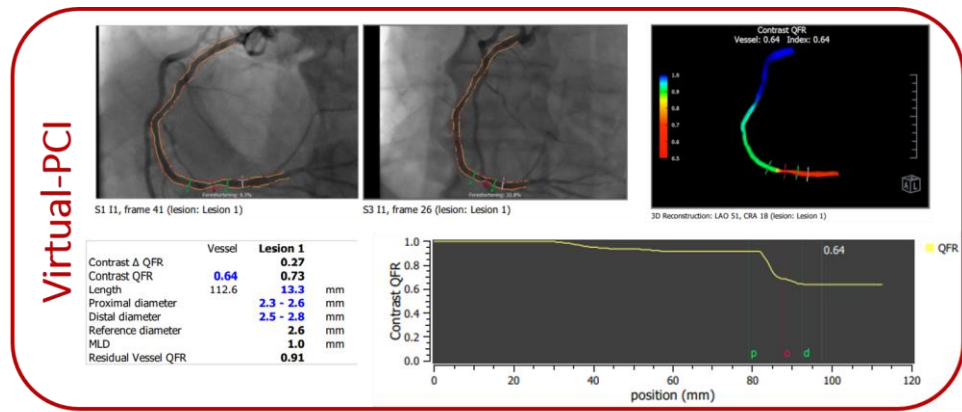 Virtual-PCI
Foreshortening: 9.3%
S1 I1, frame 41 (lesion: Lesion 1)
S3 I1, frame 26 (lesion: Lesion 1)
Contrast QFR
Vessel: 0.64 Index: 0.64
1.0
0.9
0.8
0.7
0.6
0.5
A L
3D Reconstruction: LAO 51, CRA 18 (lesion: Lesion 1)
Vessel Lesion 1
Contrast Δ QFR 0.27
Contrast QFR 0.64 0.73
Length 112.6 13.3 mm
Proximal diameter 2.3 - 2.6 mm
Distal diameter 2.5 - 2.8 mm
Reference diameter 2.6 mm
MLD 1.0 mm
Residual Vessel QFR 0.91
Contrast QFR
1.0
0.8
0.6
0.4
0.2
0.0
0.64
QFR
p o d
0 20 40 60 80 100 120
position (mm)